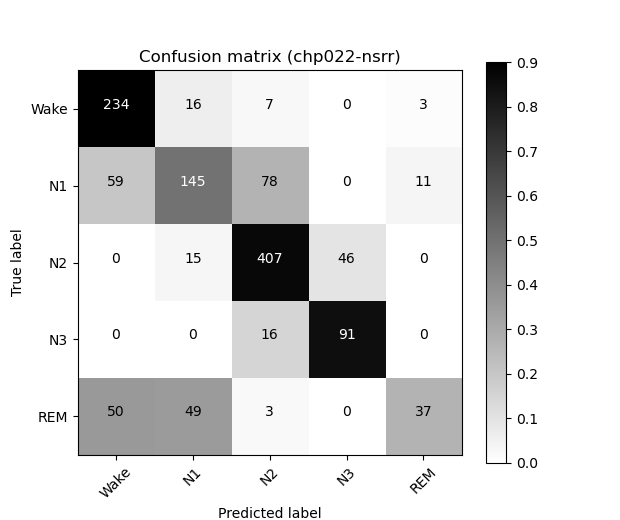 Confusion matrix (chp022-nsrr)
True label
Wake 234 16 7 0 3
N1 59 145 78 0 11
N2 0 15 407 46 0
N3 0 0 16 91 0
REM 50 49 3 0 37
Wake N1 N2 N3 REM
Predicted label
0.9
0.8
0.7
0.6
0.5
0.4
0.3
0.2
0.1
0.0